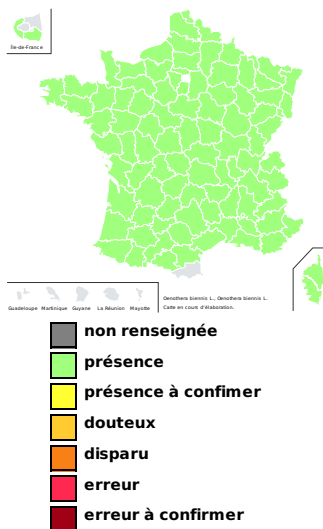 Île-de-France
Oenothera biennis L., Oenothera biennis L.
Carte en cours d'élaboration.
Guadeloupe Martinique Guyane La Réunion Mayotte
non renseignée
présence
présence à confimer
douteux
disparu
erreur
erreur à confirmer